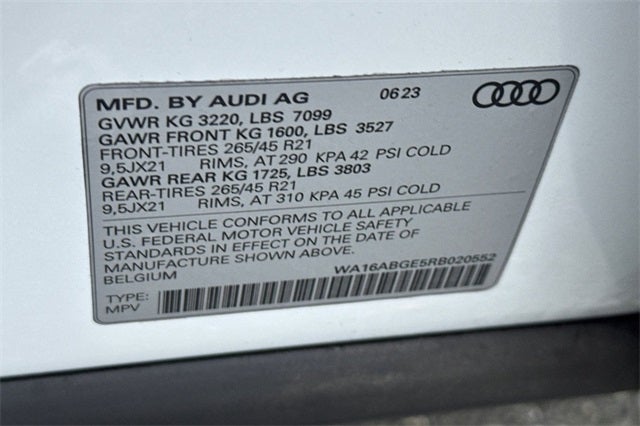 MFD. BY AUDI AG 06 23
GVWR KG 3220, LBS 7099
GAWR FRONT KG 1600, LBS 3527
FRONT-TIRES 265/45 R21
9,5JX21 RIMS, AT 290 KPA 42 PSI COLD
GAWR REAR KG 1725, LBS 3803
REAR-TIRES 265/45 R21
9,5JX21 RIMS, AT 310 KPA 45 PSI COLD
THIS VEHICLE CONFORMS TO ALL APPLICABLE
U.S. FEDERAL MOTOR VEHICLE SAFETY
STANDARDS IN EFFECT ON THE DATE OF
MANUFACTURE SHOWN ABOVE.
BELGIUM WA16ABGE5RB020552
TYPE:
MPV